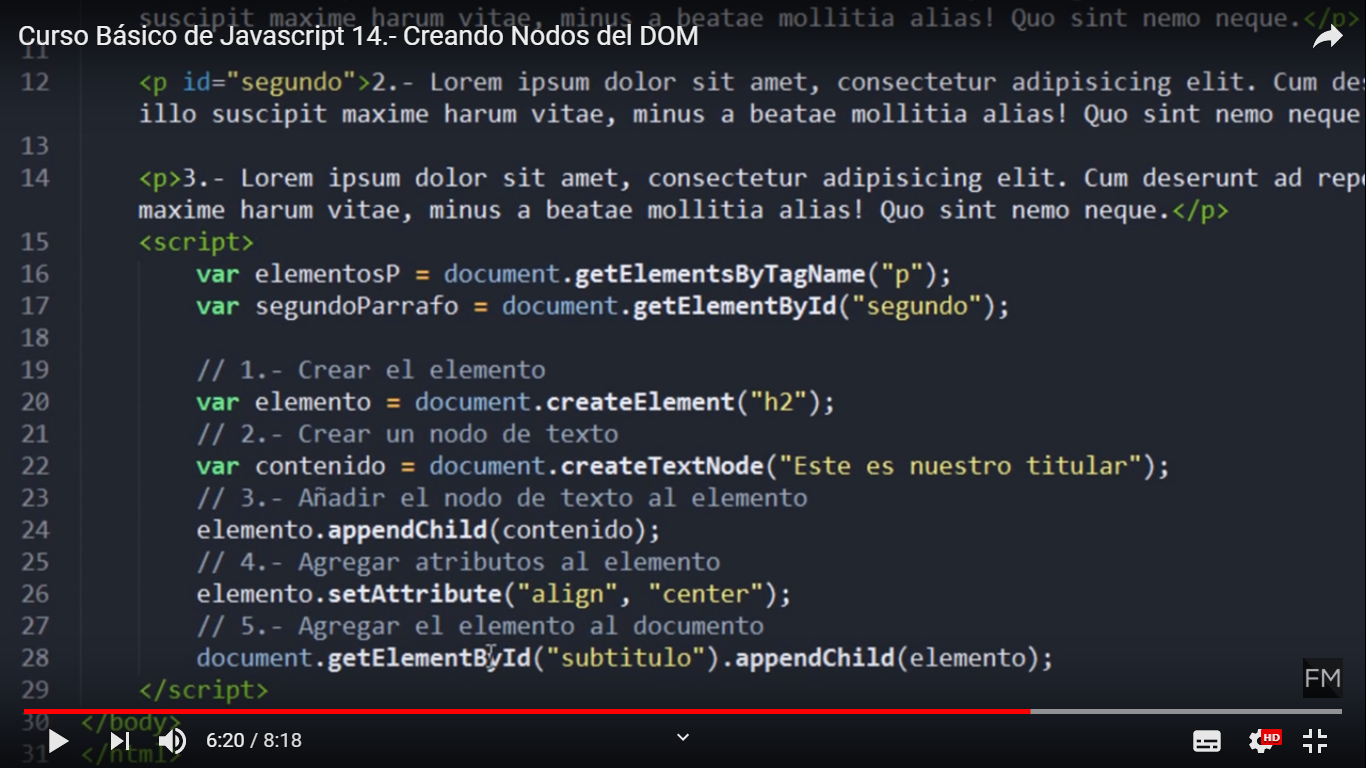 suscipit maxime harum vitae, minus a beatae mollitia alias! Quo sint nemo neque.</p>
Curso Básico de Javascript 14.- Creando Nodos del DOM
11
12 <p id="segundo">2.- Lorem ipsum dolor sit amet, consectetur adipisicing elit. Cum de
illo suscipit maxime harum vitae, minus a beatae mollitia alias! Quo sint nemo neque
13
14 <p>3.- Lorem ipsum dolor sit amet, consectetur adipisicing elit. Cum deserunt ad rep
maxime harum vitae, minus a beatae mollitia alias! Quo sint nemo neque.</p>
15 <script>
16 var elementosP = document.getElementsByTagName("p");
17 var segundoParrafo = document.getElementById("segundo");
18
19 // 1.- Crear el elemento
20 var elemento = document.createElement("h2");
21 // 2.- Crear un nodo de texto
22 var contenido = document.createTextNode("Este es nuestro titular");
23 // 3.- Añadir el nodo de texto al elemento
24 elemento.appendChild(contenido);
25 // 4.- Agregar atributos al elemento
26 elemento.setAttribute("align", "center");
27 // 5.- Agregar el elemento al documento
28 document.getElementById("subtitulo").appendChild(elemento);
29 </script>
FM
30 </body>
6:20 / 8:18
HD
31 </html>